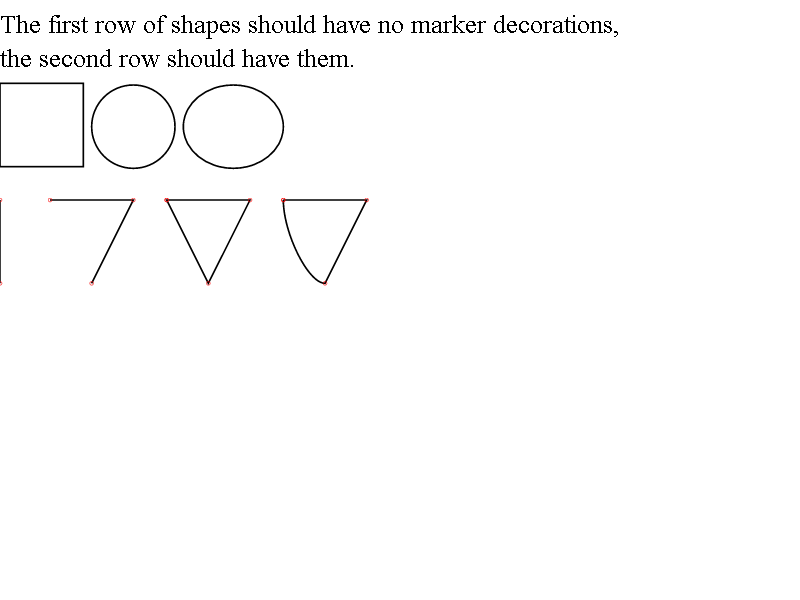 The first row of shapes should have no marker decorations,
the second row should have them.